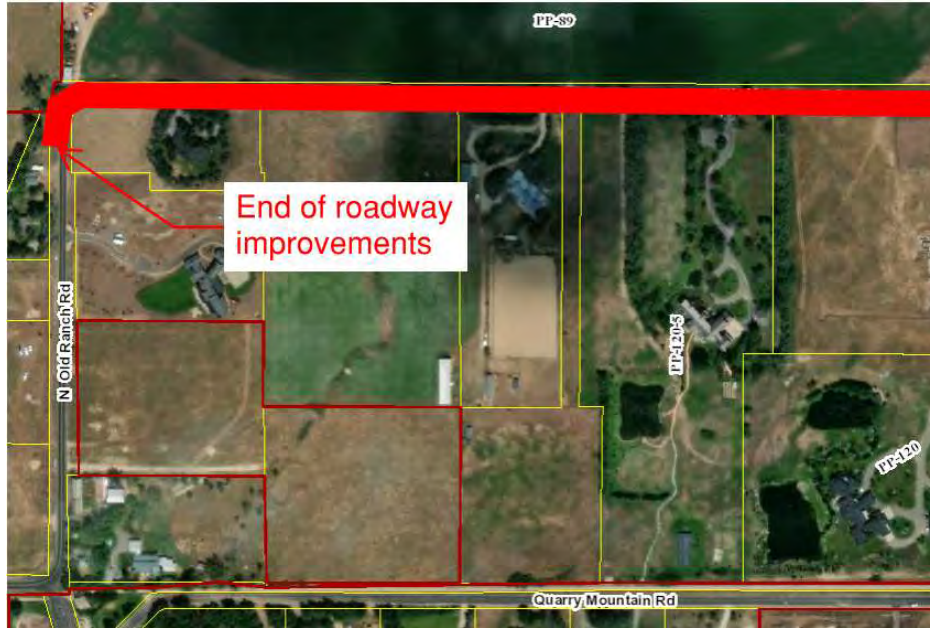 PP-89
End of roadway
improvements
N Old Ranch Rd
PP-120-5
PP-120
Quarry Mountain Rd